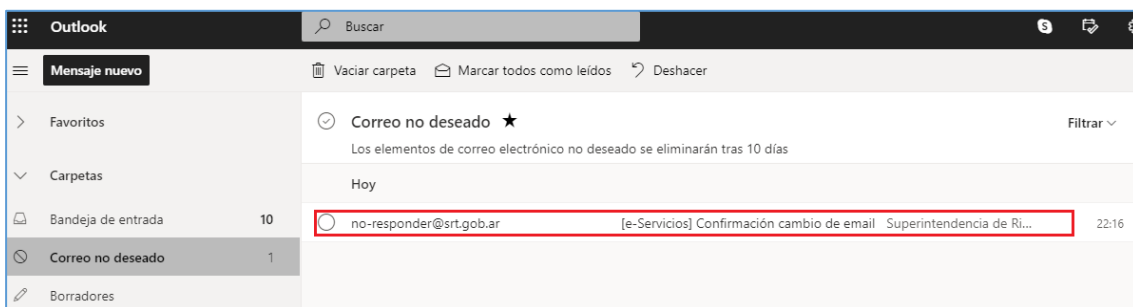 Outlook
Buscar
Mensaje nuevo
Vaciar carpeta Marcar todos como leídos Deshacer
Favoritos
Correo no deseado
Filtrar
Los elementos de correo electrónico no deseado se eliminarán tras 10 días
Carpetas
Hoy
Bandeja de entrada 10
no-responder@srt.gob.ar [e-Servicios] Confirmación cambio de email Superintendencia de Ri... 22:16
Correo no deseado 1
Borradores